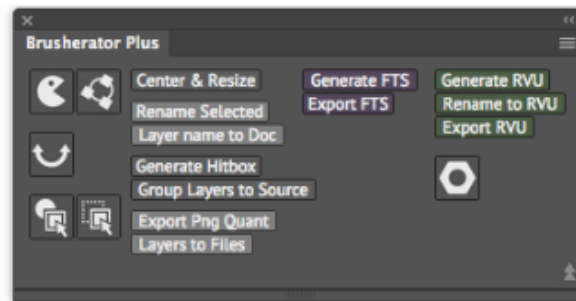 Brusherator Plus
Center & Resize
Rename Selected
Layer name to Doc
Generate Hitbox
Group Layers to Source
Export Png Quant
Layers to Files
Generate FTS
Export FTS
Generate RVU
Rename to RVU
Export RVU